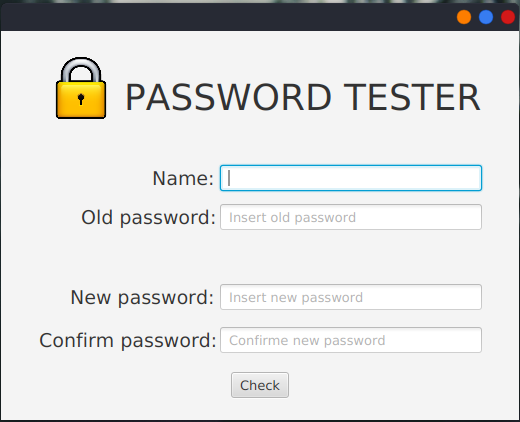 PASSWORD TESTER
Name:
Old password: Insert old password
New password: Insert new password
Confirm password: Confirme new password
Check